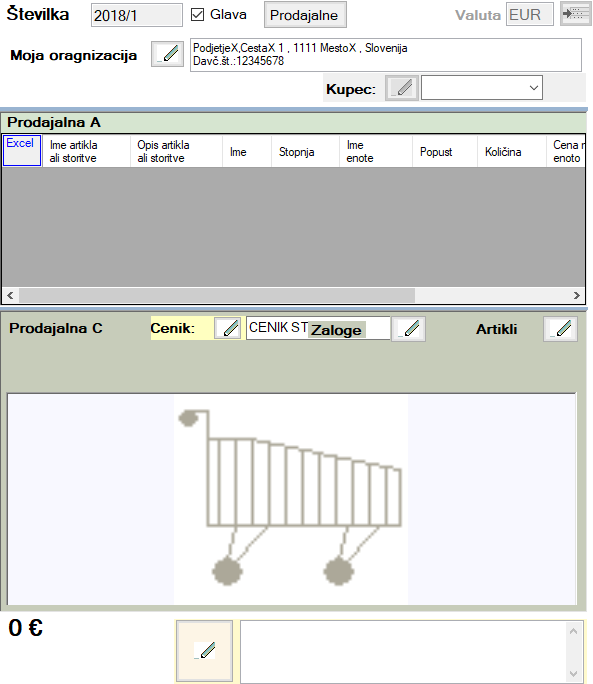 Številka 2018/1 Glava Prodajalne Valuta EUR
Moja oragnizacija
PodjetjeX,CestaX 1 , 1111 MestoX , Slovenija
Davč.št.:12345678
Kupec:
Prodajalna A
Excel
Ime artikla
ali storitve
Opis artikla
ali storitve
Ime
Stopnja
Ime
enote
Popust
Količina
Cena
enoto
Prodajalna C Cenik: CENIK ST Zaloge Artikli
0 €